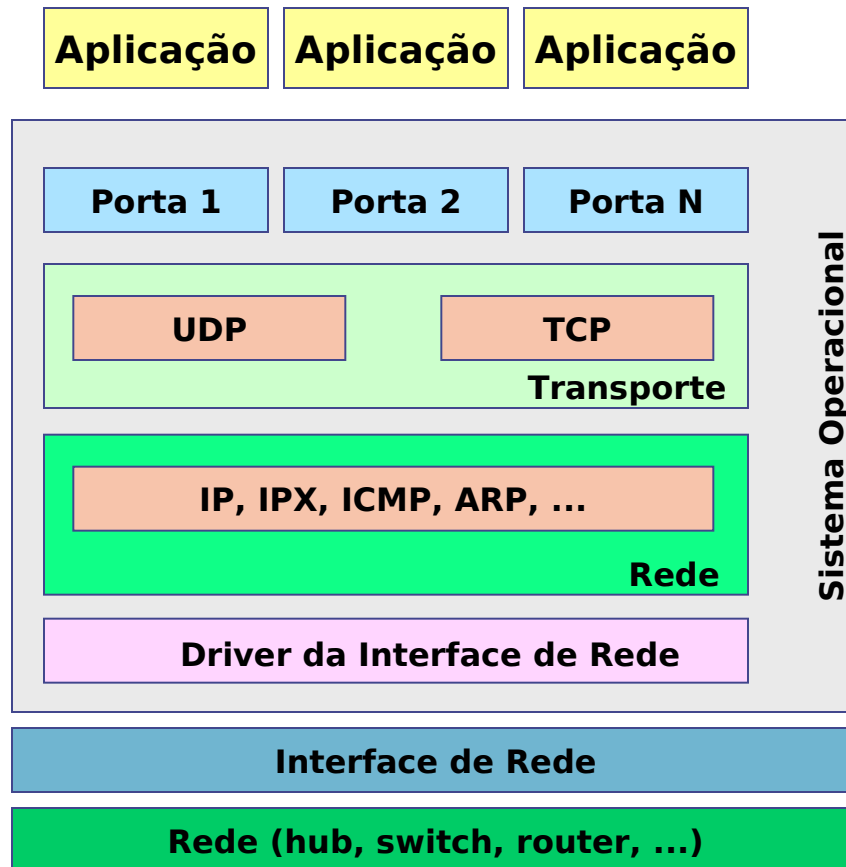 Aplicação Aplicação Aplicação
Porta 1 Porta 2 Porta N
UDP TCP
Transporte
IP, IPX, ICMP, ARP, ...
Rede
Driver da Interface de Rede
Sistema Operacional
Interface de Rede
Rede (hub, switch, router, ...)